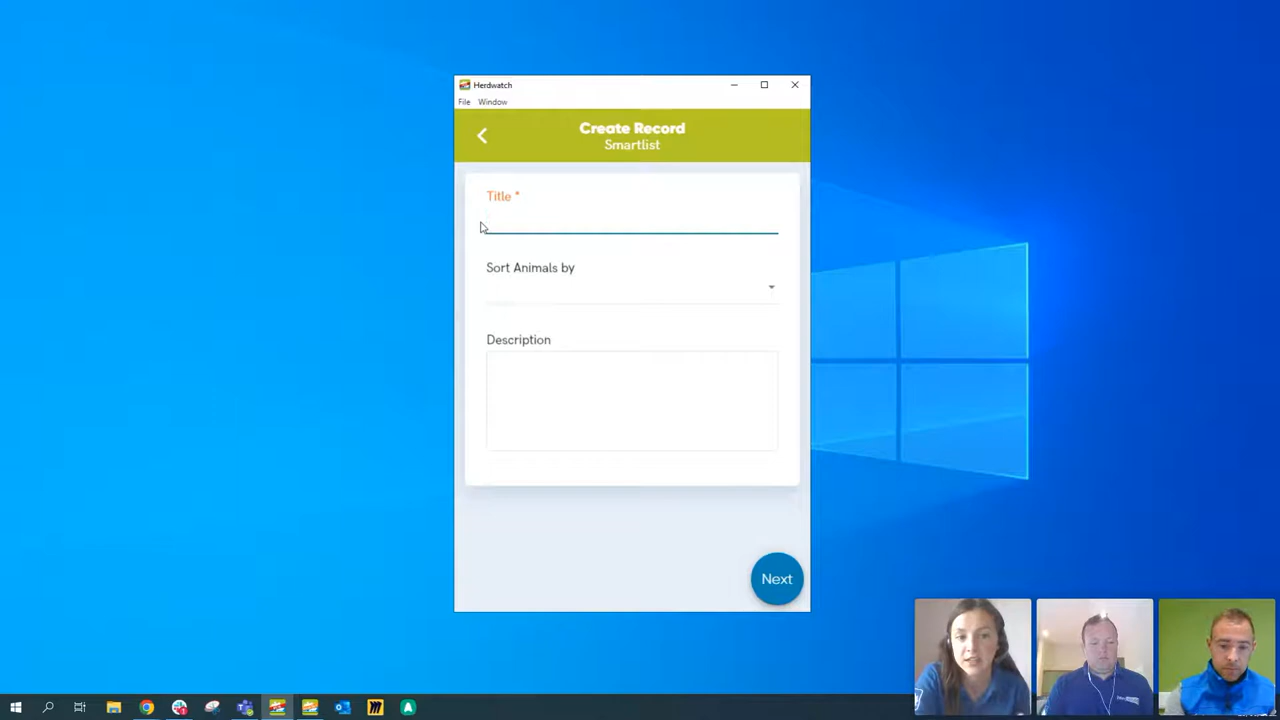 Herdwatch
File Window
Create Record
Smartlist
Title *
Sort Animals by
Description
Next